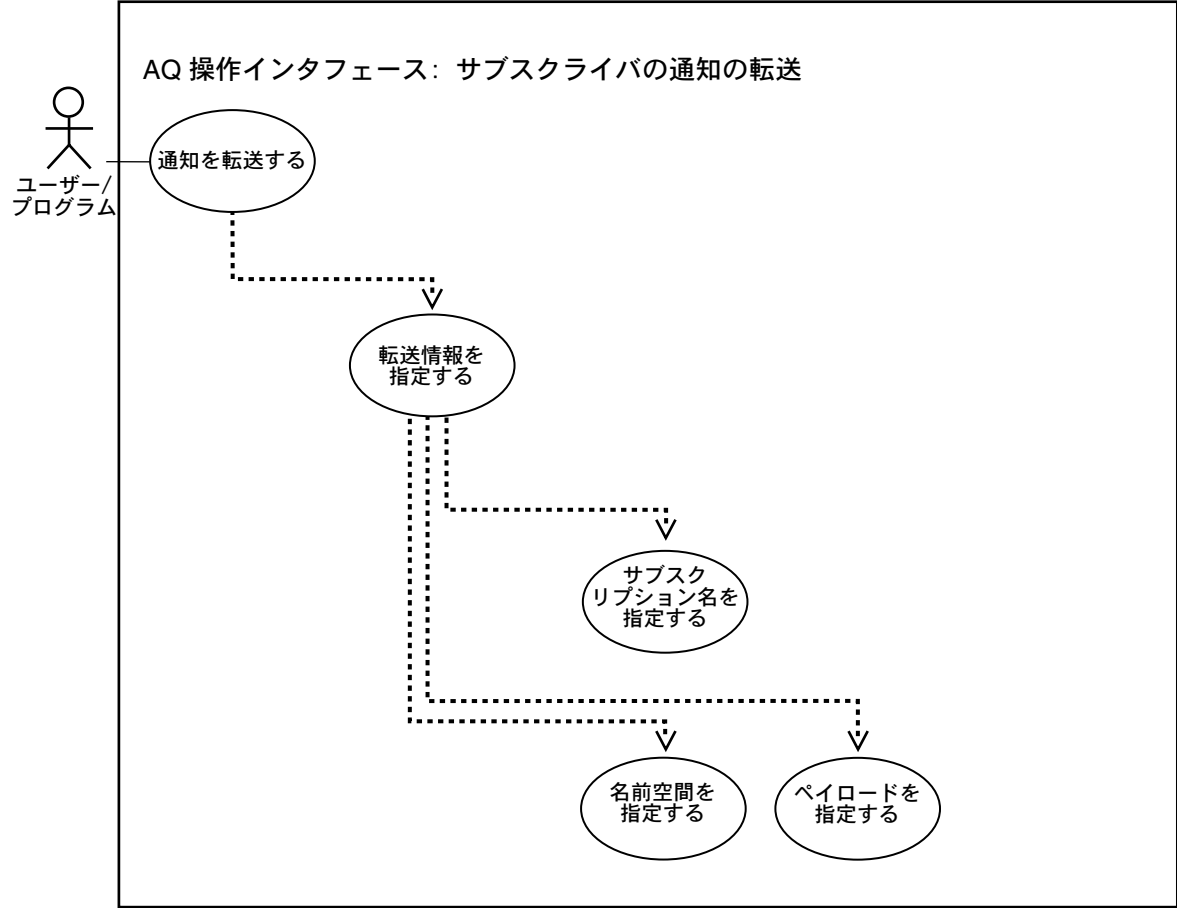 AQ 操作インタフェース: サブスクライバの通知の転送
通知を転送する
ユーザー/
プログラム
転送情報を
指定する
サブスク
リプション名を
指定する
名前空間を
指定する
ペイロードを
指定する